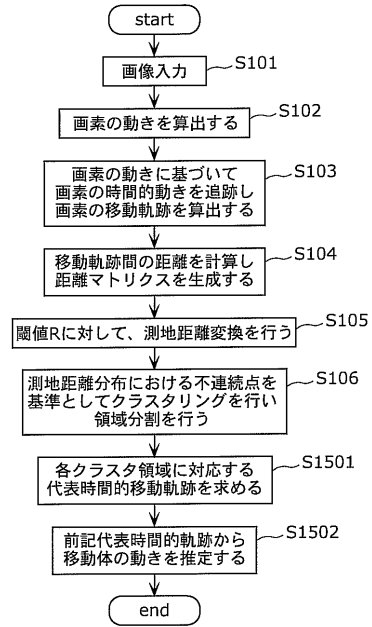 start
画像入力
S101
画素の動きを算出する
S102
画素の動きに基づいて
画素の時間的動きを追跡し
画素の移動軌跡を算出する
S103
移動軌跡間の距離を計算し
距離マトリクスを生成する
S104
閾値Rに対して、測地距離変換を行う
S105
測地距離分布における不連続点を
基準としてクラスタリングを行い
領域分割を行う
S106
各クラスタ領域に対応する
代表時間的移動軌跡を求める
S1501
前記代表時間的軌跡から
移動体の動きを推定する
S1502
end